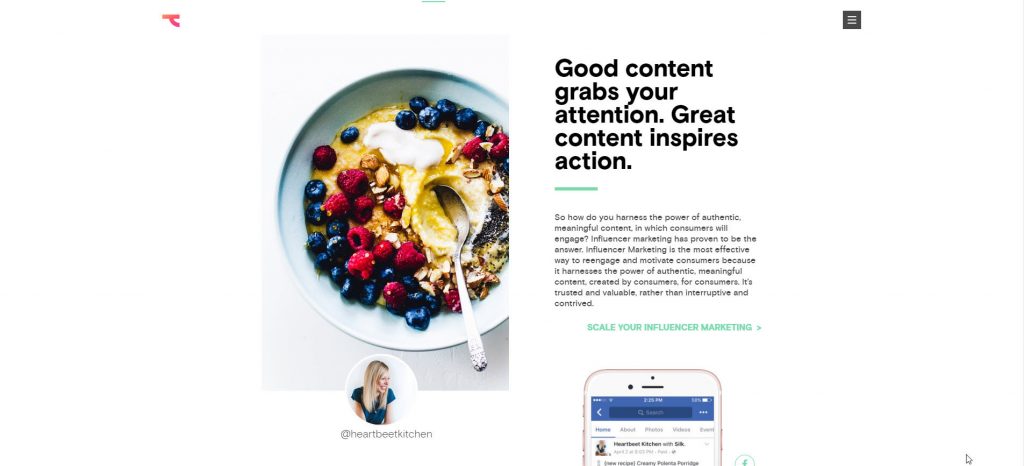 Good content
grabs your
attention. Great
content inspires
action.
So how do you harness the power of authentic,
meaningful content, in which consumers will
engage? Influencer marketing has proven to be the
answer. Influencer Marketing is the most effective
way to reengage and motivate consumers because
it harnesses the power of authentic, meaningful
content, created by consumers, for consumers. It's
trusted and valuable, rather than interruptive and
contrived.
SCALE YOUR INFLUENCER MARKETING >
@heartbeetkitchen
2:25 PM
Search
Home About Photos Videos Event
Heartbeet Kitchen with Silk.
April 2 at 5:03 PM · Paid ·
{new recipe} Creamy Polenta Porridge